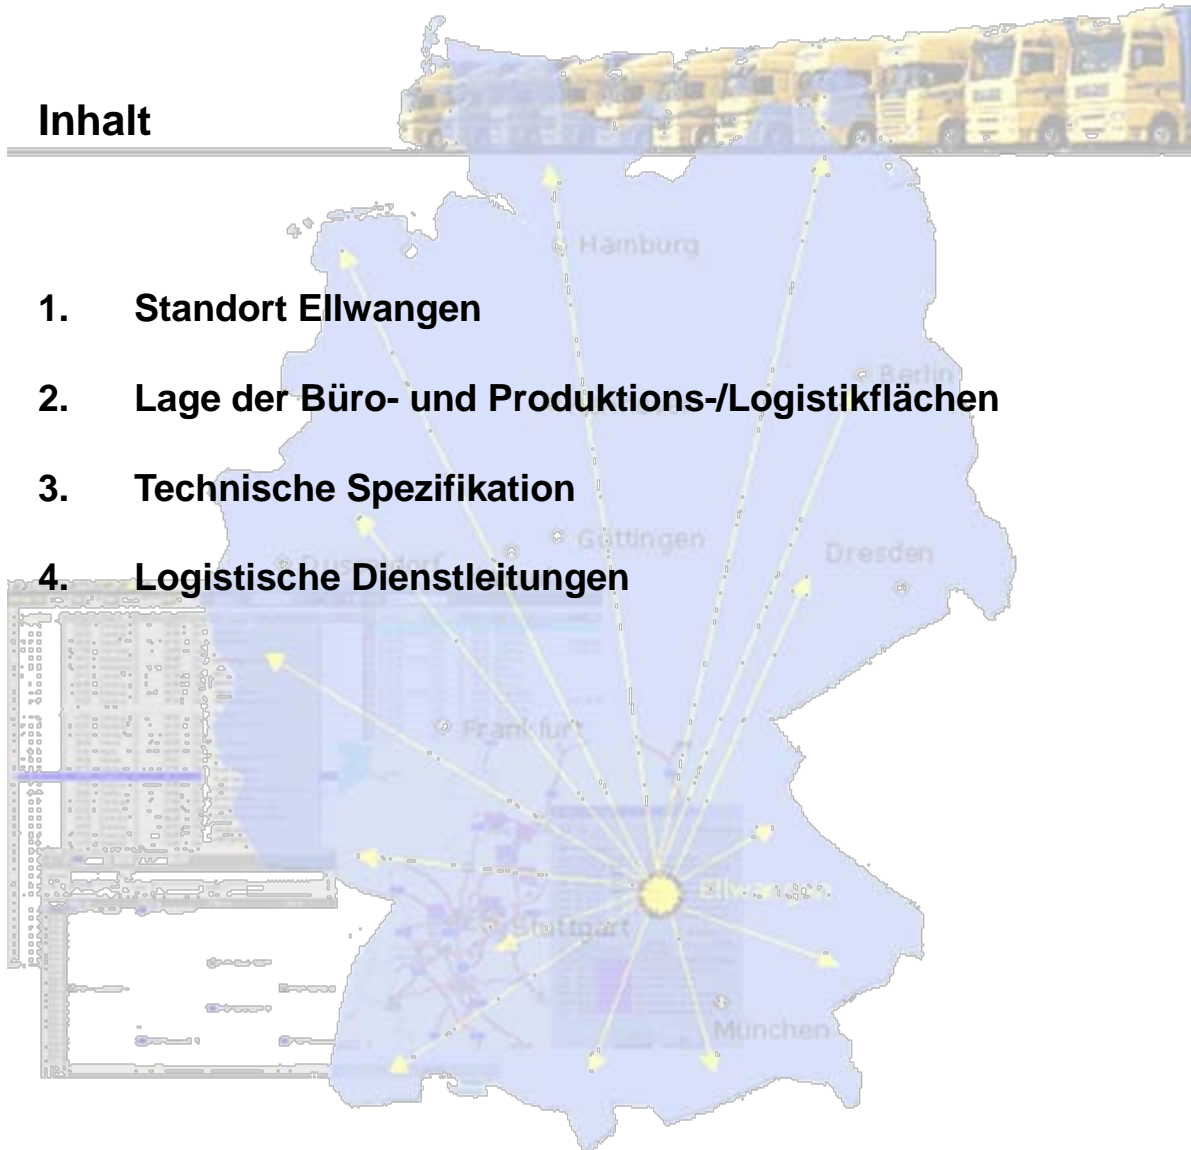 Inhalt
1. Standort Ellwangen
2. Lage der Büro- und Produktions-/Logistikflächen
3. Technische Spezifikation
4. Logistische Dienstleitungen
Hamburg
Berlin
Göttingen
Dresden
Düsseldorf
Frankfurt
Ellwangen
Stuttgart
München